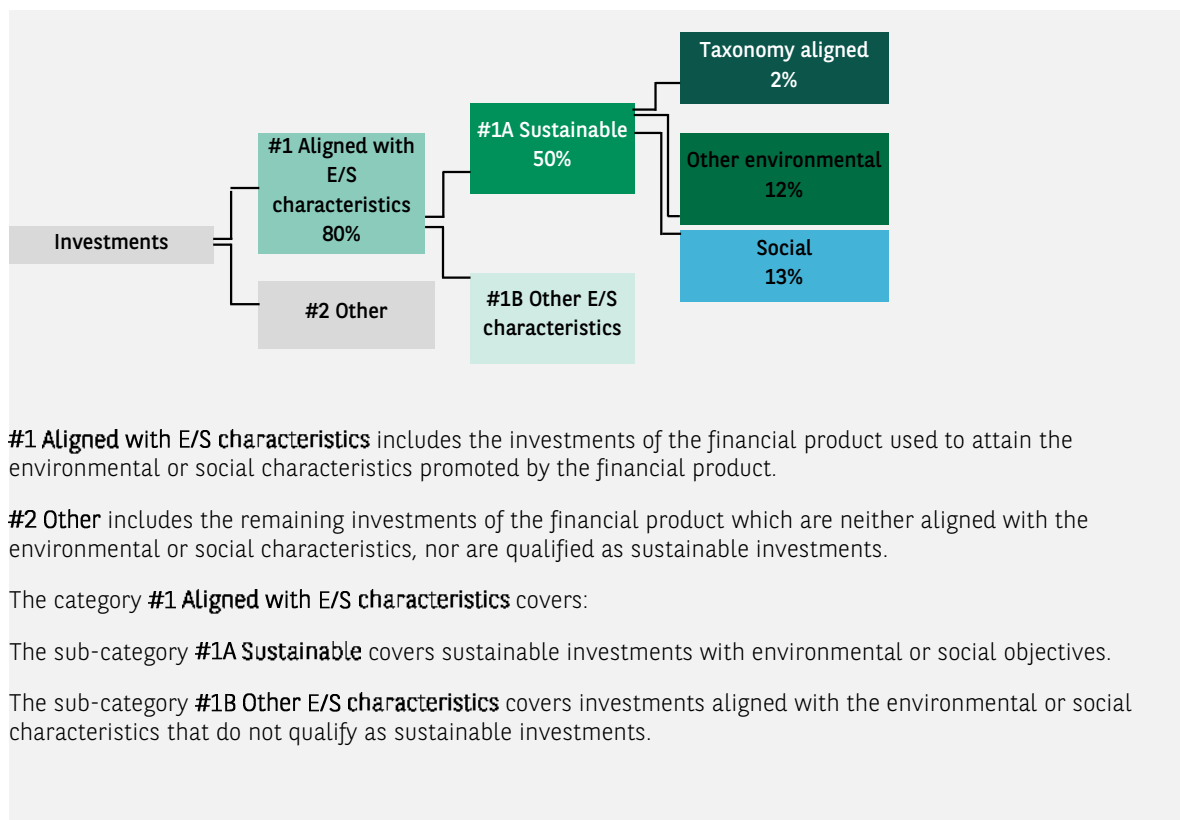 Taxonomy aligned
2%
#1A Sustainable
50%
#1 Aligned with
E/S
characteristics
80%
Other environmental
12%
Investments
Social
13%
#2 Other
#1B Other E/S
characteristics
#1 Aligned with E/S characteristics includes the investments of the financial product used to attain the
environmental or social characteristics promoted by the financial product.
#2 Other includes the remaining investments of the financial product which are neither aligned with the
environmental or social characteristics, nor are qualified as sustainable investments.
The category #1 Aligned with E/S characteristics covers:
The sub-category #1A Sustainable covers sustainable investments with environmental or social objectives.
The sub-category #1B Other E/S characteristics covers investments aligned with the environmental or social
characteristics that do not qualify as sustainable investments.